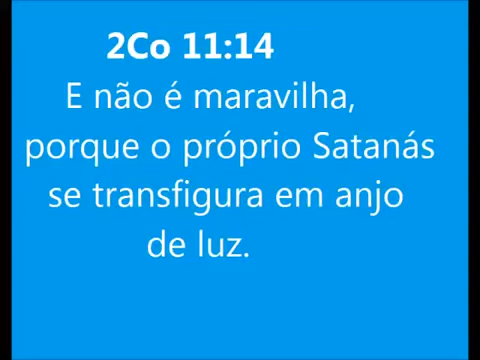 2Co 11:14
E não é maravilha,
porque o próprio Satanás
se transfigura em anjo
de luz.